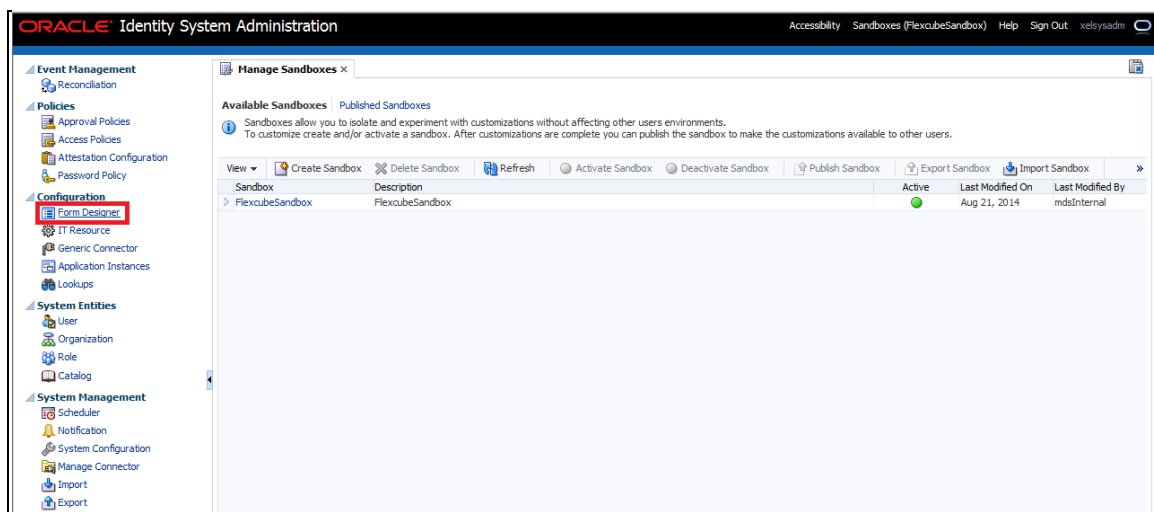 ORACLE Identity System Administration
Accessibility Sandboxes (FlexcubeSandbox) Help Sign Out xelsysadm
Event Management
Reconciliation
Policies
Approval Policies
Access Policies
Attestation Configuration
Password Policy
Configuration
Form Designer
IT Resource
Generic Connector
Application Instances
Lookups
System Entities
User
Organization
Role
Catalog
System Management
Scheduler
Notification
System Configuration
Manage Connector
Import
Export
Manage Sandboxes ×
Available Sandboxes Published Sandboxes
Sandboxes allow you to isolate and experiment with customizations without affecting other users environments.
To customize create and/or activate a sandbox. After customizations are complete you can publish the sandbox to make the customizations available to other users.
View Create Sandbox Delete Sandbox Refresh Activate Sandbox Deactivate Sandbox Publish Sandbox Export Sandbox Import Sandbox »
Sandbox Description Active Last Modified On Last Modified By
FlexcubeSandbox FlexcubeSandbox Aug 21, 2014 mdsInternal